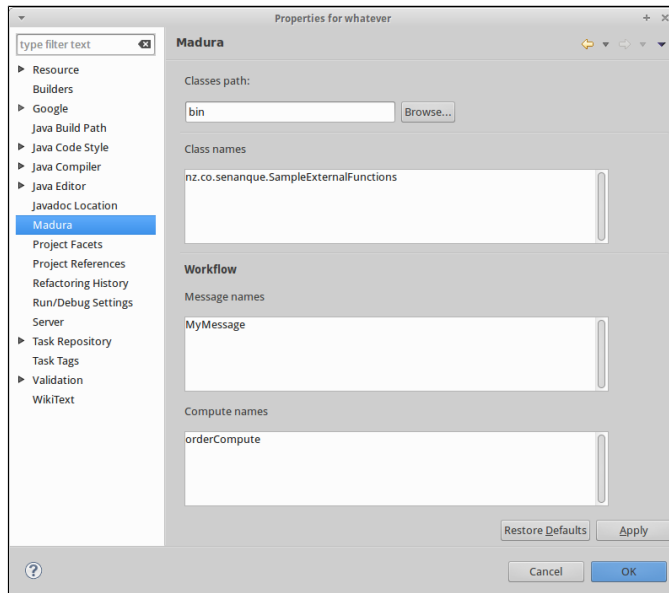 Properties for whatever
type filter text
Resource
Builders
Google
Java Build Path
Java Code Style
Java Compiler
Java Editor
Javadoc Location
Madura
Project Facets
Project References
Refactoring History
Run/Debug Settings
Server
Task Repository
Task Tags
Validation
WikiText
Madura
Classes path:
bin
Browse...
Class names
nz.co.senanque.SampleExternalFunctions
Workflow
Message names
MyMessage
Compute names
orderCompute
Restore Defaults
Apply
Cancel
OK